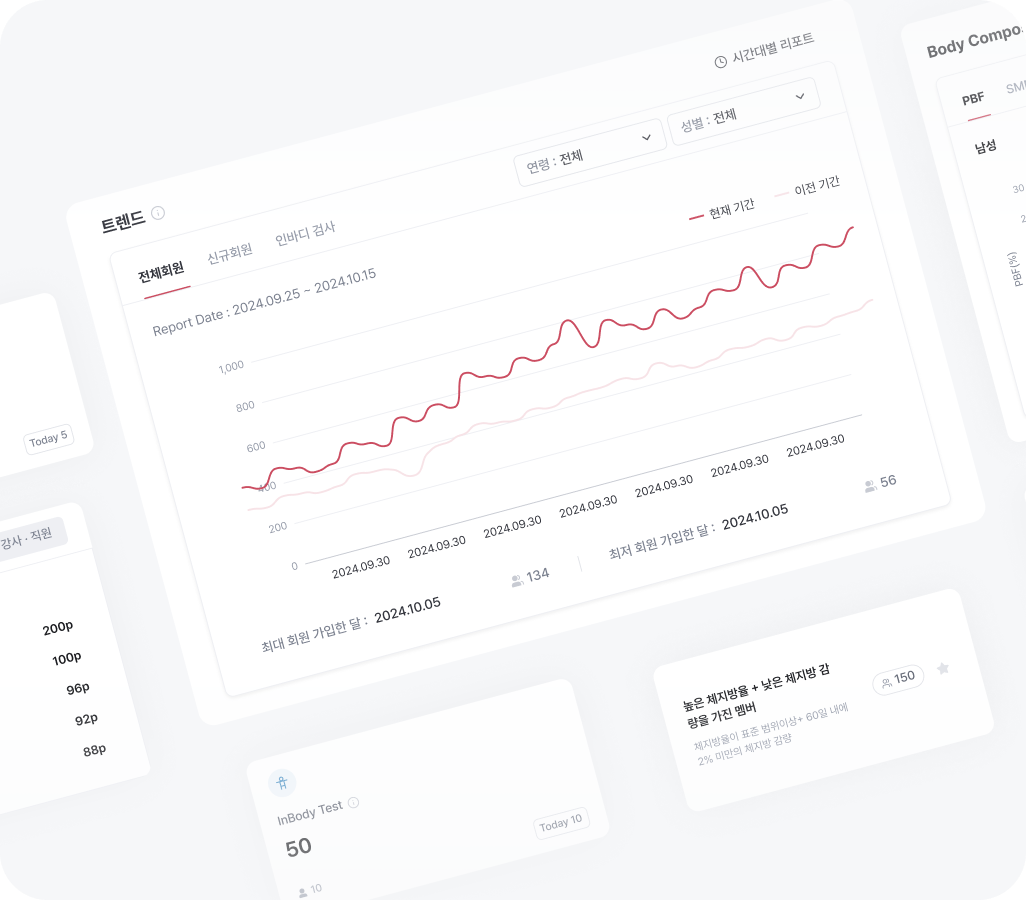 시간대별 리포트
트렌드
연령 : 전체
성별 : 전체
전체회원
신규회원
인바디 검사
현재 기간
이전 기간
Report Date : 2024.09.25 ~ 2024.10.15
1,000
800
600
400
200
0
2024.09.30
2024.09.30
2024.09.30
2024.09.30
2024.09.30
2024.09.30
2024.09.30
최대 회원 가입한 달 : 2024.10.05
134
최저 회원 가입한 달 : 2024.10.05
56
Body Compo
PBF
남성
30
PBF(%)
Today 5
강사 · 직원
200p
100p
96p
92p
88p
InBody Test
50
Today 10
10
높은 체지방율 + 낮은 체지방 감
량을 가진 멤버
150
체지방율이 표준 범위이상+ 60일 내에
2% 미만의 체지방 감량